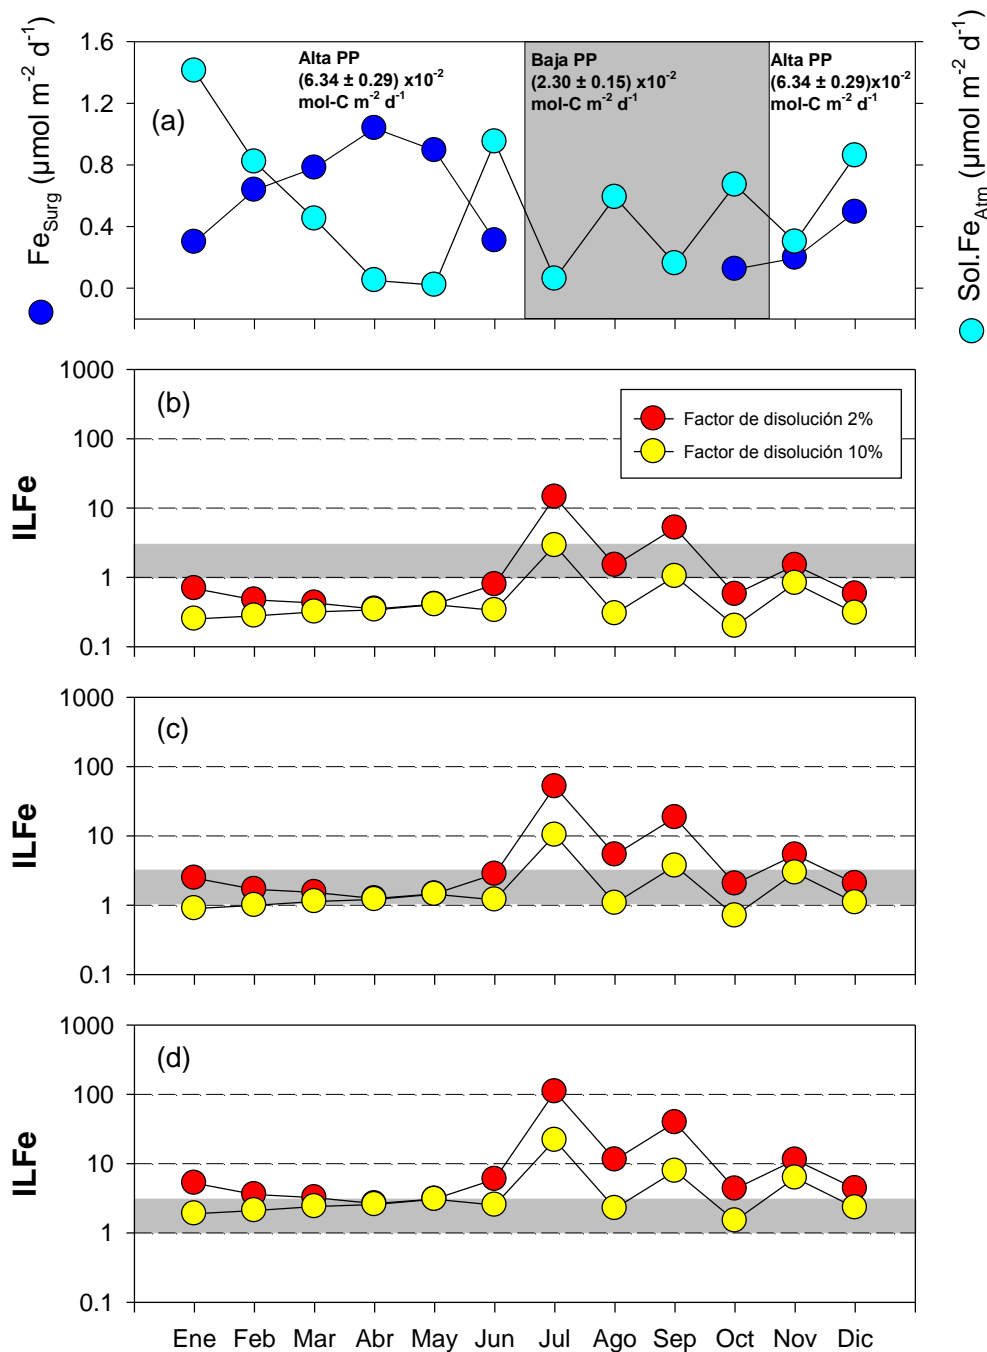 Fe_Surg (µmol m⁻² d⁻¹)
Sol.Fe_Atm (µmol m⁻² d⁻¹)
1.6
1.2
0.8
0.4
0.0
(a)
Alta PP
(6.34 ± 0.29) x10⁻²
mol-C m⁻² d⁻¹
Baja PP
(2.30 ± 0.15) x10⁻²
mol-C m⁻² d⁻¹
Alta PP
(6.34 ± 0.29)x10⁻²
mol-C m⁻² d⁻¹
ILFe
1000
100
10
1
0.1
(b)
Factor de disolución 2%
Factor de disolución 10%
ILFe
1000
100
10
1
0.1
(c)
ILFe
1000
100
10
1
0.1
(d)
Ene Feb Mar Abr May Jun Jul Ago Sep Oct Nov Dic